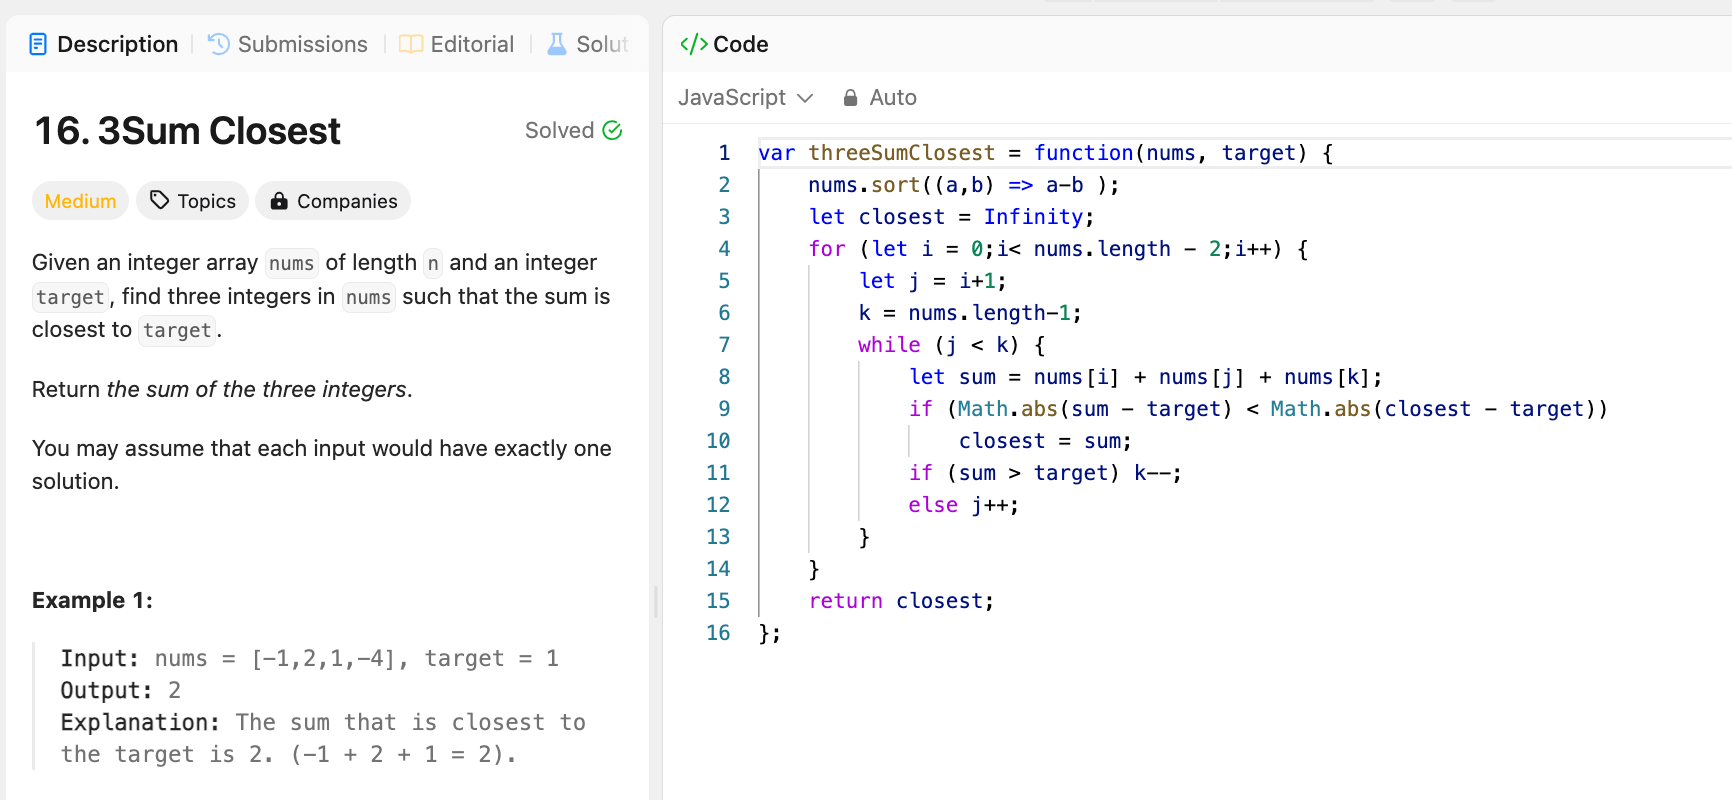 Description Submissions Editorial Solut
16. 3Sum Closest Solved
Medium Topics Companies
Given an integer array nums of length n and an integer
target, find three integers in nums such that the sum is
closest to target.
Return the sum of the three integers.
You may assume that each input would have exactly one
solution.
Example 1:
Input: nums = [-1,2,1,-4], target = 1
Output: 2
Explanation: The sum that is closest to
the target is 2. (-1 + 2 + 1 = 2).
</> Code
JavaScript Auto
1 var threeSumClosest = function(nums, target) {
2 nums.sort((a,b) => a-b );
3 let closest = Infinity;
4 for (let i = 0;i< nums.length - 2;i++) {
5 let j = i+1;
6 k = nums.length-1;
7 while (j < k) {
8 let sum = nums[i] + nums[j] + nums[k];
9 if (Math.abs(sum - target) < Math.abs(closest - target))
10 closest = sum;
11 if (sum > target) k--;
12 else j++;
13 }
14 }
15 return closest;
16 };